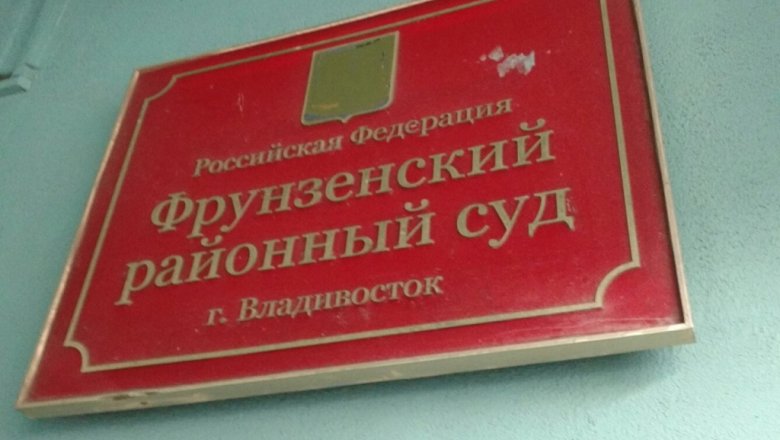 Российская Федерация
Фрунзенский
районный суд
г. Владивосток